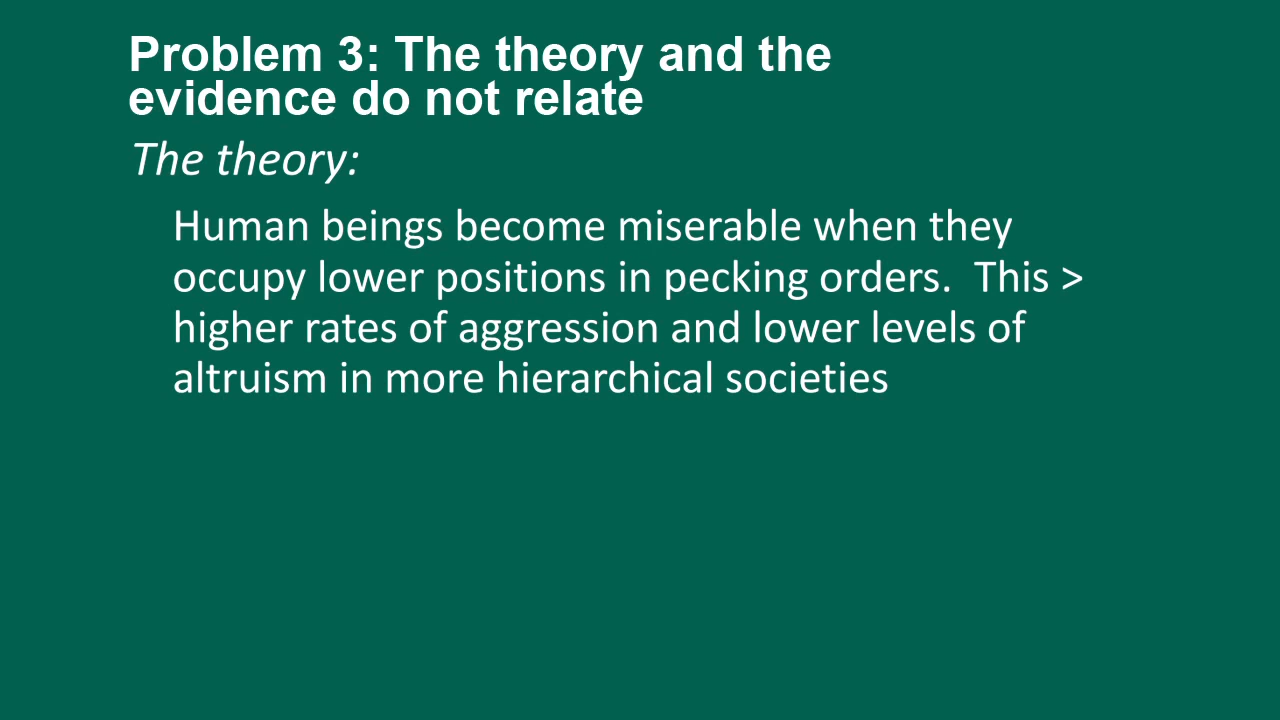 Problem 3: The theory and the
evidence do not relate
The theory:
Human beings become miserable when they
occupy lower positions in pecking orders.  This >
higher rates of aggression and lower levels of
altruism in more hierarchical societies